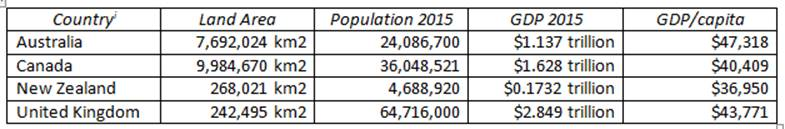 Countryⁱ Land Area Population 2015 GDP 2015 GDP/capita
Australia 7,692,024 km2 24,086,700 $1.137 trillion $47,318
Canada 9,984,670 km2 36,048,521 $1.628 trillion $40,409
New Zealand 268,021 km2 4,688,920 $0.1732 trillion $36,950
United Kingdom 242,495 km2 64,716,000 $2.849 trillion $43,771